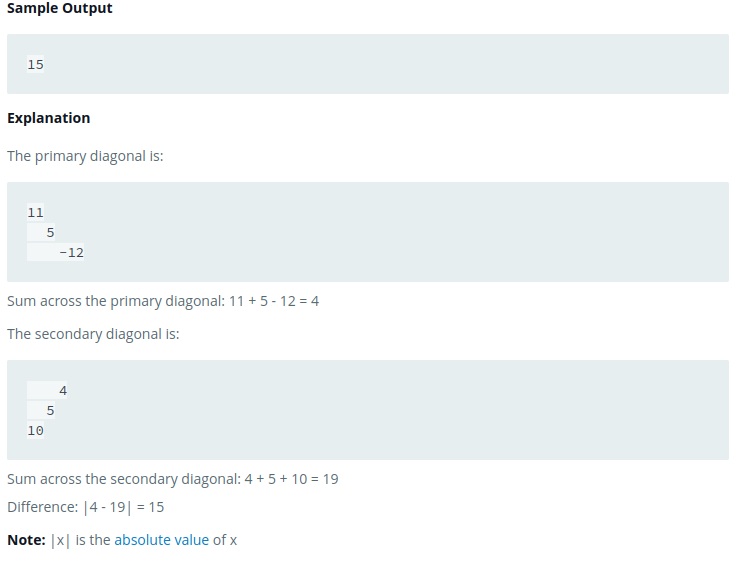 Sample Output
15
Explanation
The primary diagonal is:
11
5
-12
Sum across the primary diagonal: 11 + 5 - 12 = 4
The secondary diagonal is:
4
5
10
Sum across the secondary diagonal: 4 + 5 + 10 = 19
Difference: |4 - 19| = 15
Note: |x| is the absolute value of x